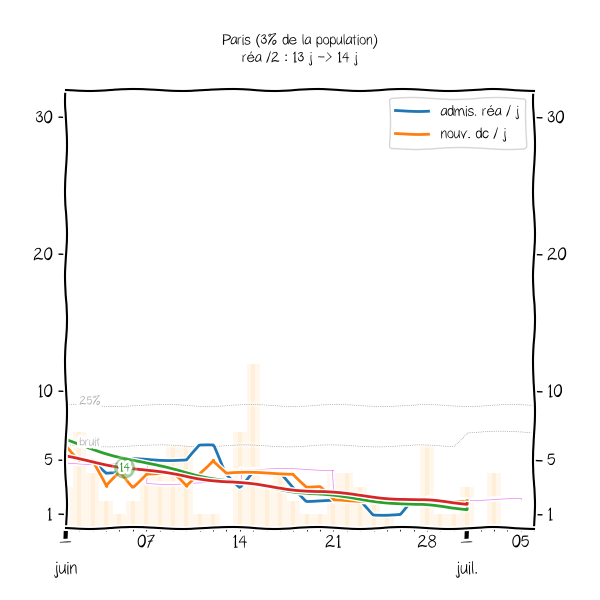 Paris (3% de la population)
réa /2 : 13 j -> 14 j
admis. réa / j
nouv. dc / j
30
30
20
20
10
10
25%
bruit
14
5
5
1
1
07
14
21
28
05
juin
juil.